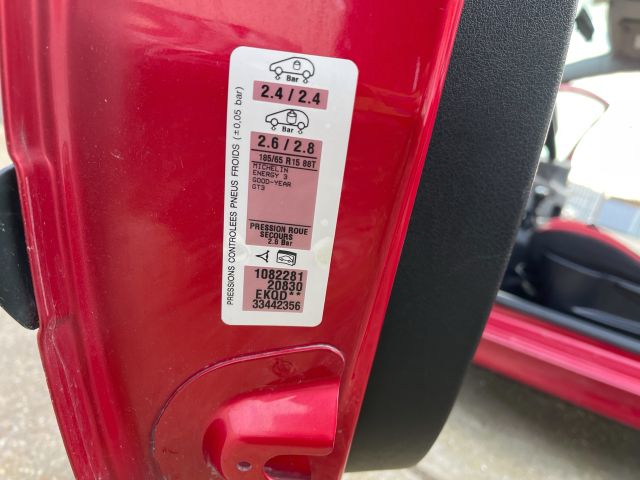 Bar
2.4 / 2.4
Bar
2.6 / 2.8
185/65 R15 88T
MICHELIN
ENERGY 3
GOOD-YEAR
GT3
PRESSION ROUE
SECOURS
2.8 Bar
1082281
20830
EKQD**
33442356
PRESSIONS CONTROLEES PNEUS FROIDS (±0,05 bar)